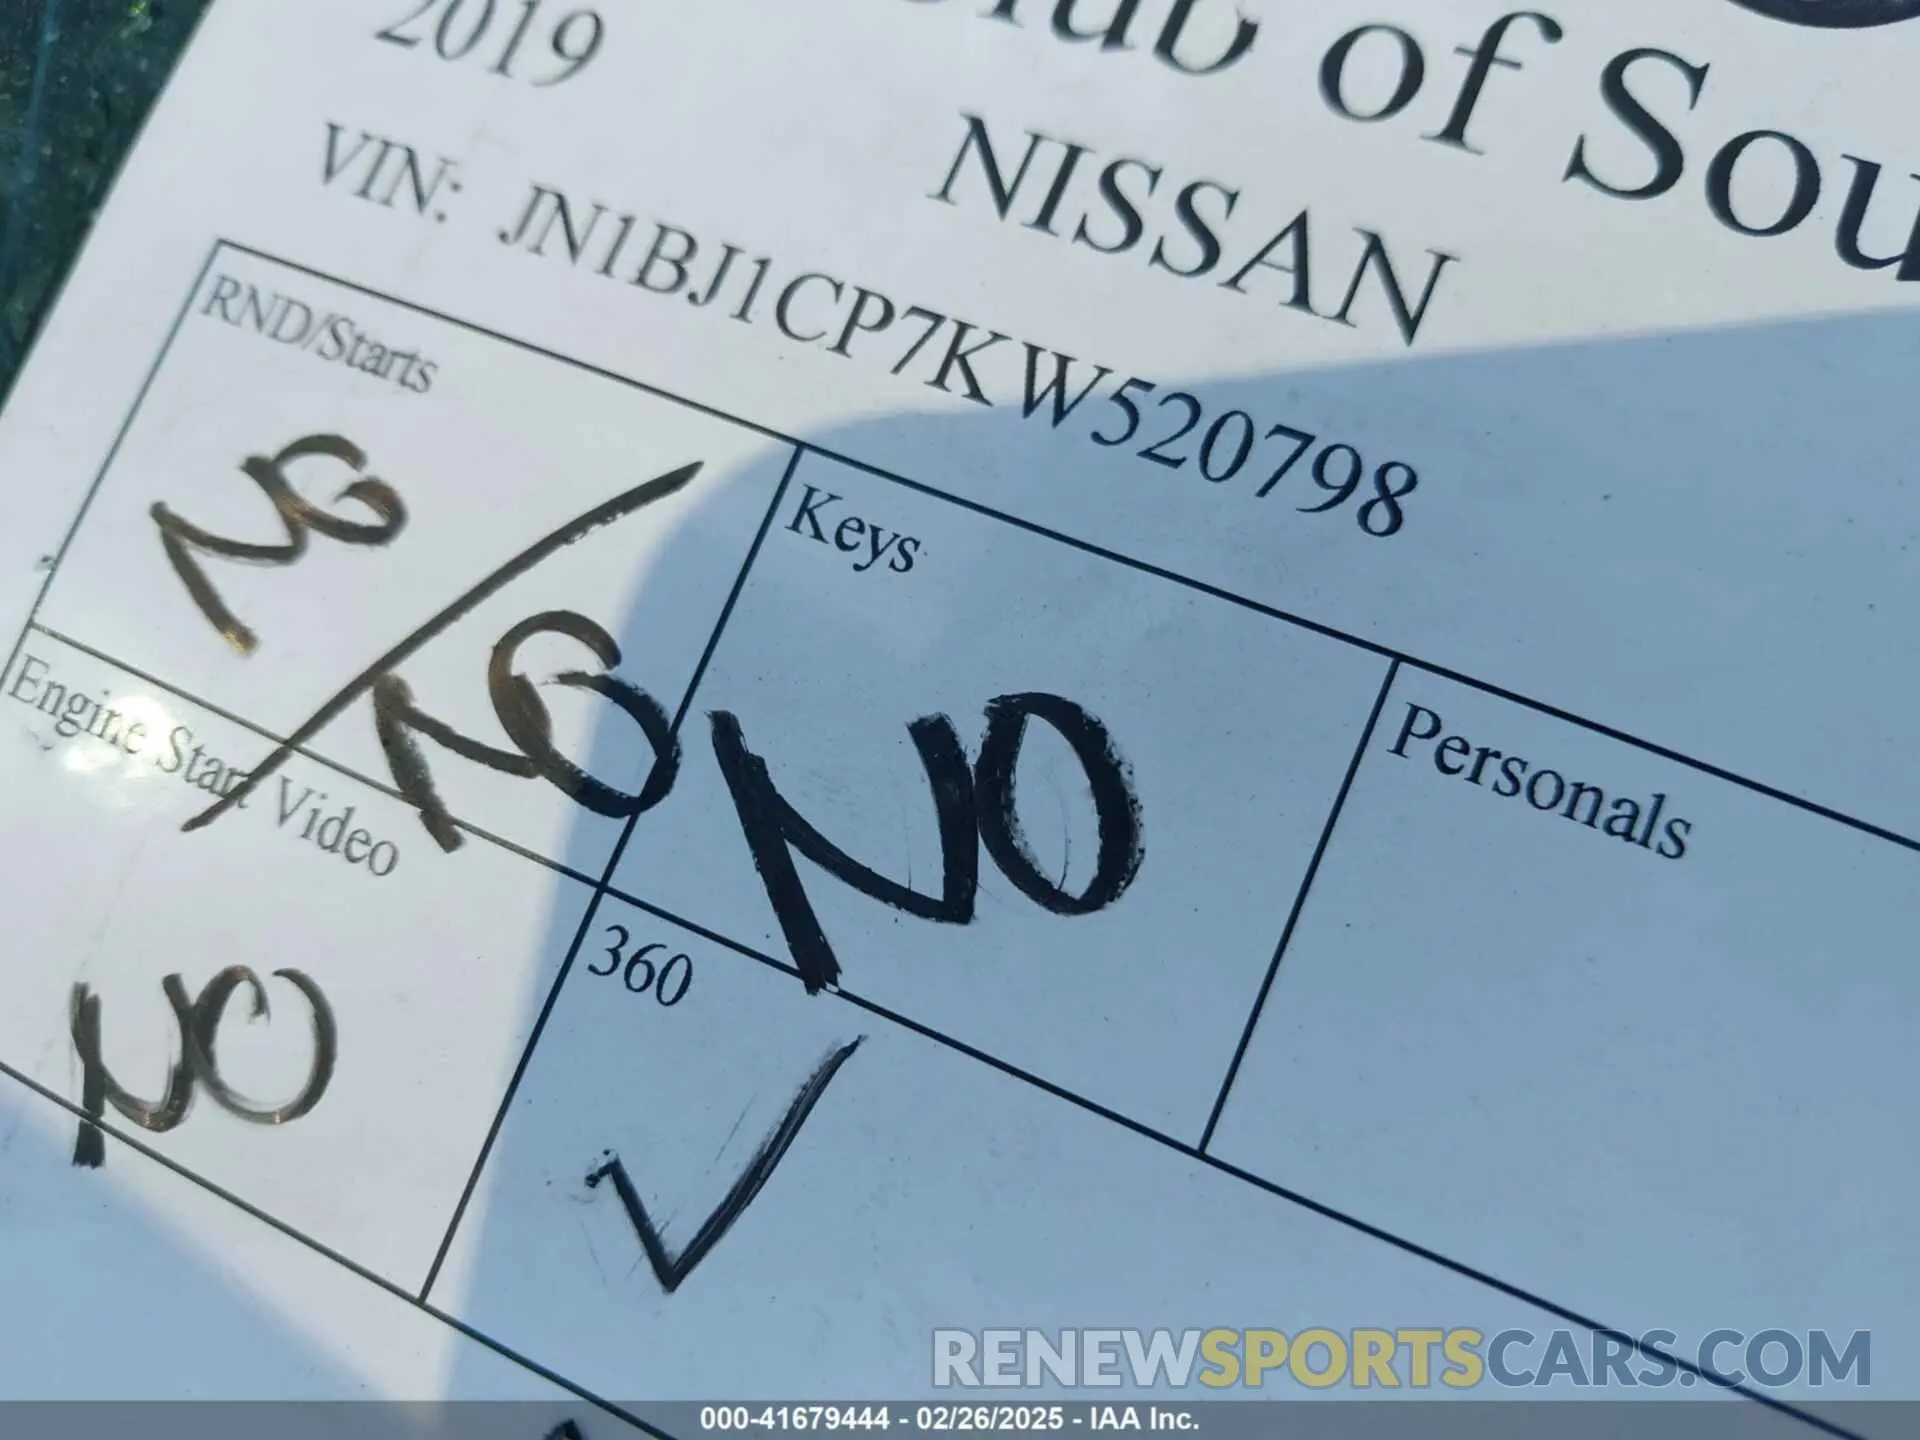 of Sou
2019
NISSAN
VIN: JN1BJ1CP7KW520798
RND/Starts
NO / NO
Keys
NO
Personals
Engine Start Video
NO
360
✓
RENEWSPORTSCARS.COM
000-41679444 - 02/26/2025 - IAA Inc.